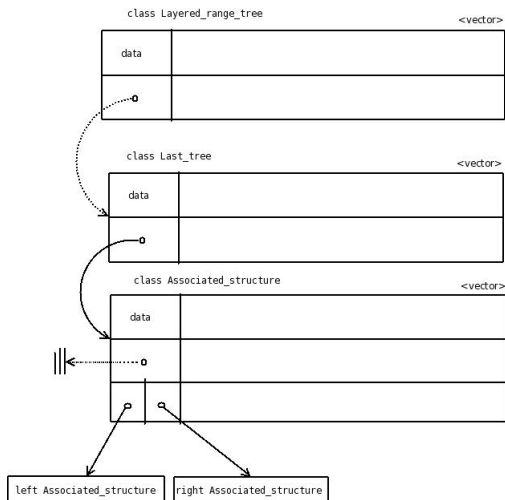 class Layered_range_tree
<vector>
data
class Last_tree
<vector>
data
class Associated_structure
<vector>
data
left Associated_structure
right Associated_structure